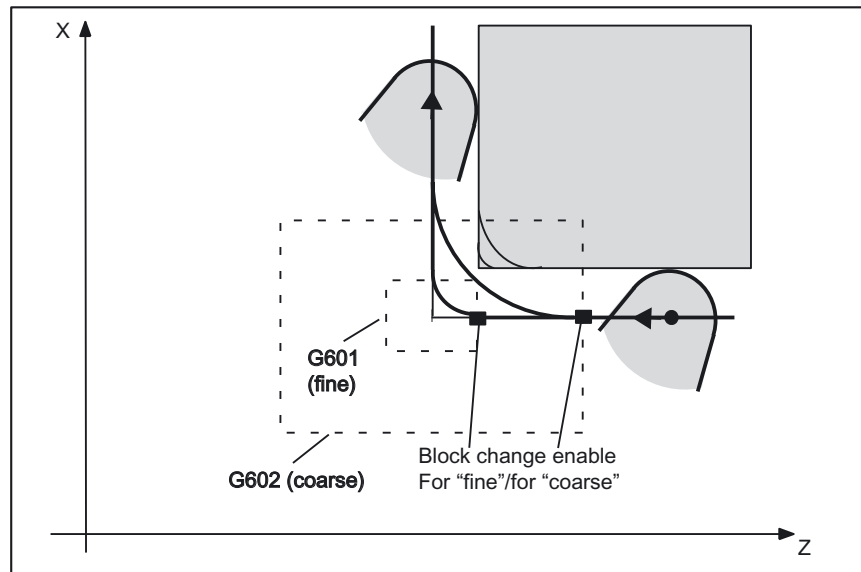 X
G601
(fine)
G602 (coarse)
Block change enable
For “fine”/for “coarse”
Z